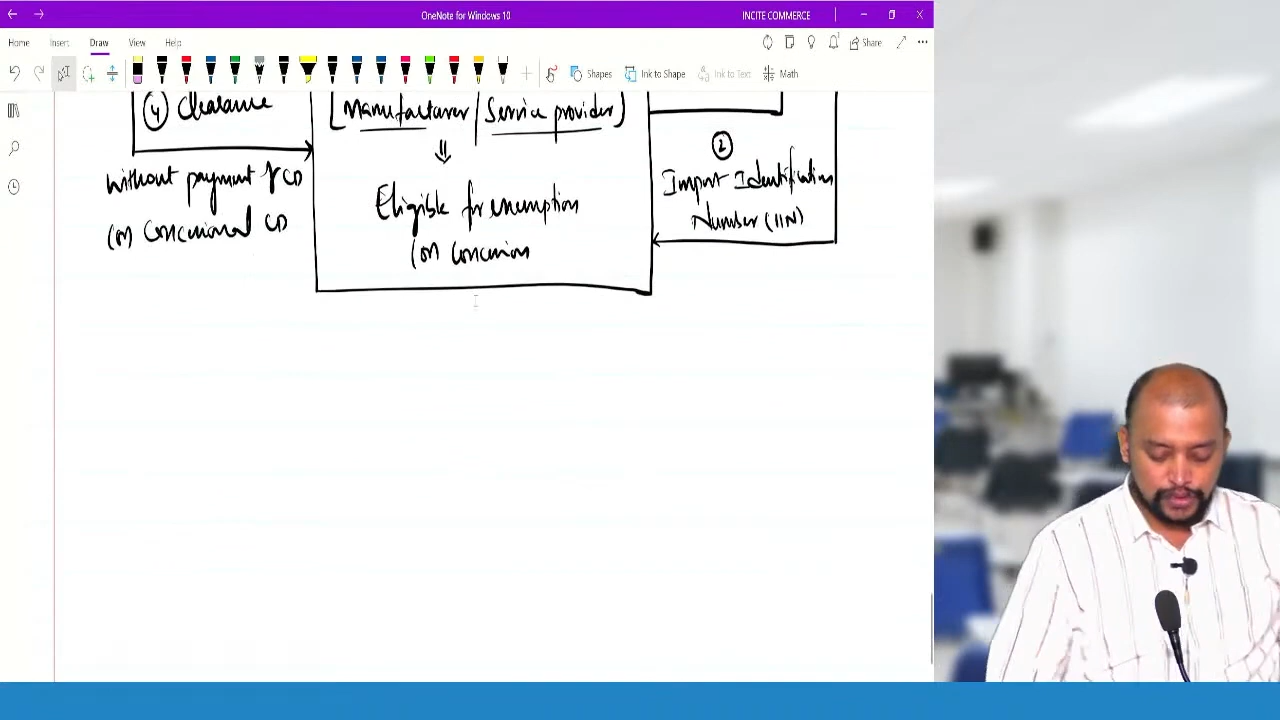 OneNote for Windows 10
INCITE COMMERCE
Home Insert Draw View Help
Share
Shapes
Ink to Shape
Ink to Text
Math
④ Clearance
without payment of CD
(or) Concessional CD
[Manufacturer / Service provider]
⇓
Eligible for exemption
(or) Concession
②
Import Identification
Number (IIN)